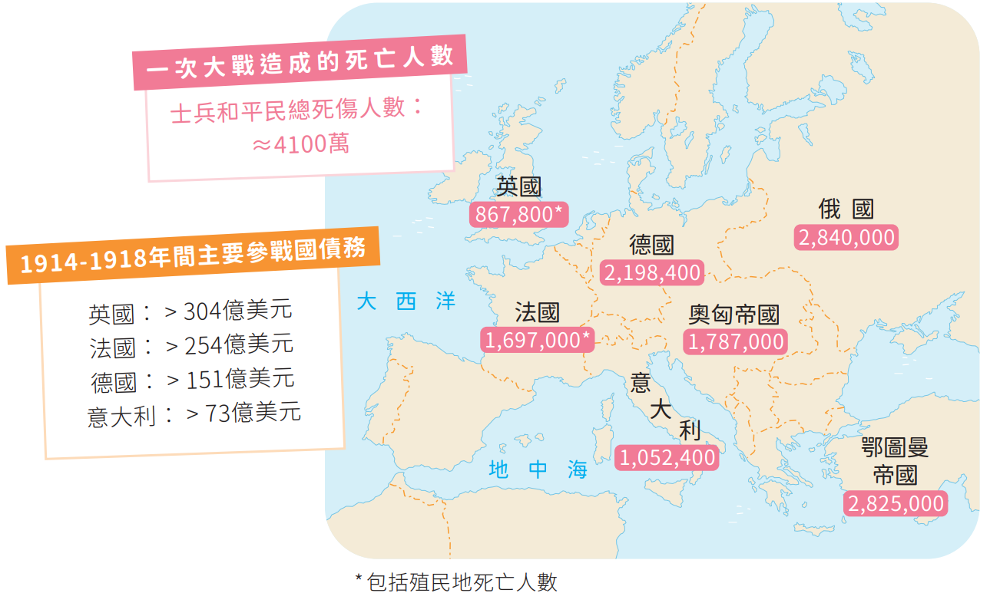 一次大戰造成的死亡人數
士兵和平民總死傷人數：
≈4100萬
1914-1918年間主要參戰國債務
英國： > 304億美元
法國： > 254億美元
德國： > 151億美元
意大利： > 73億美元
英國
867,800*
俄 國
2,840,000
德國
2,198,400
大 西 洋
法國
1,697,000*
奧匈帝國
1,787,000
意
大
利
1,052,400
鄂圖曼
帝國
2,825,000
地 中 海
* 包括殖民地死亡人數